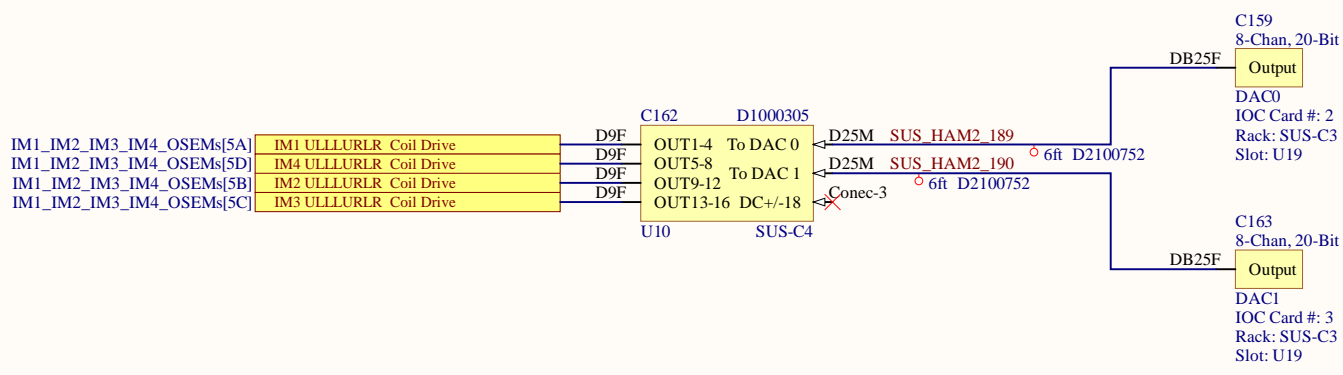 C159
8-Chan, 20-Bit
DB25F
Output
DAC0
IOC Card #: 2
Rack: SUS-C3
Slot: U19
C162 D1000305
IM1_IM2_IM3_IM4_OSEMs[5A] IM1 ULLLURLR Coil Drive D9F OUT1-4 To DAC 0 D25M SUS_HAM2_189
6ft D2100752
IM1_IM2_IM3_IM4_OSEMs[5D] IM4 ULLLURLR Coil Drive D9F OUT5-8 To DAC 1 D25M SUS_HAM2_190
6ft D2100752
IM1_IM2_IM3_IM4_OSEMs[5B] IM2 ULLLURLR Coil Drive D9F OUT9-12
IM1_IM2_IM3_IM4_OSEMs[5C] IM3 ULLLURLR Coil Drive D9F OUT13-16 DC+/-18 Conec-3
U10 SUS-C4
C163
8-Chan, 20-Bit
DB25F
Output
DAC1
IOC Card #: 3
Rack: SUS-C3
Slot: U19